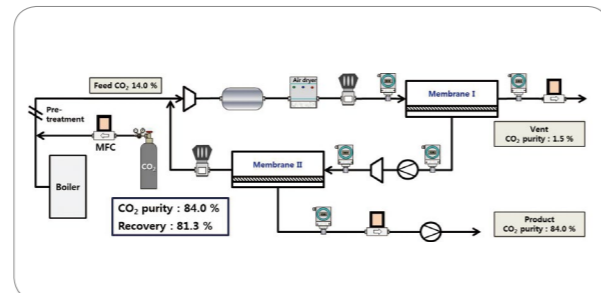 Feed CO₂ 14.0 %
Air dryer
Membrane I
Pre-
treatment
MFC
CO₂
Vent
CO₂ purity : 1.5 %
Membrane II
Boiler
CO₂ purity : 84.0 %
Recovery : 81.3 %
Product
CO₂ purity : 84.0 %